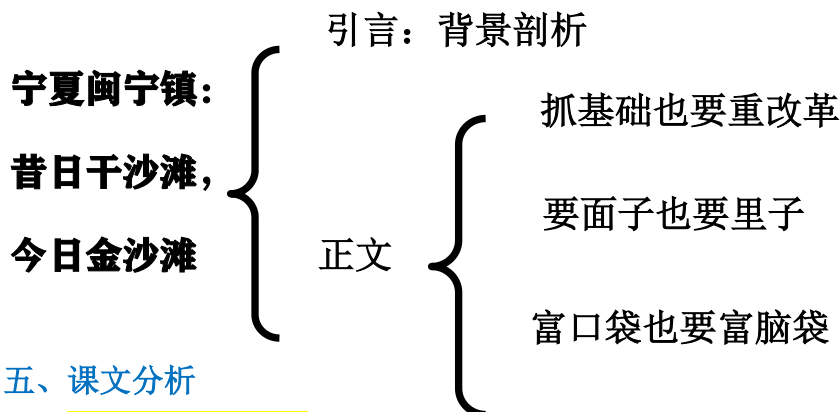 宁夏闽宁镇：
昔日干沙滩，
今日金沙滩
引言：背景剖析
正文
抓基础也要重改革
要面子也要里子
富口袋也要富脑袋
五、课文分析